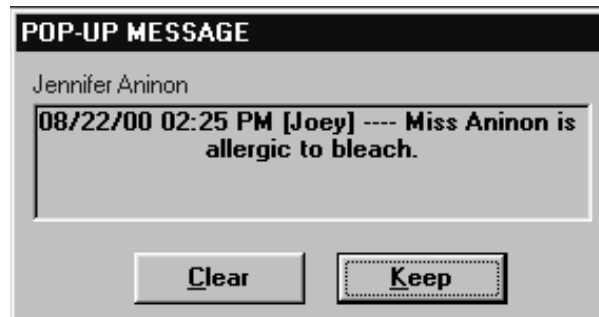 POP-UP MESSAGE
Jennifer Aninon
08/22/00 02:25 PM [Joey] ---- Miss Aninon is
allergic to bleach.
Clear
Keep